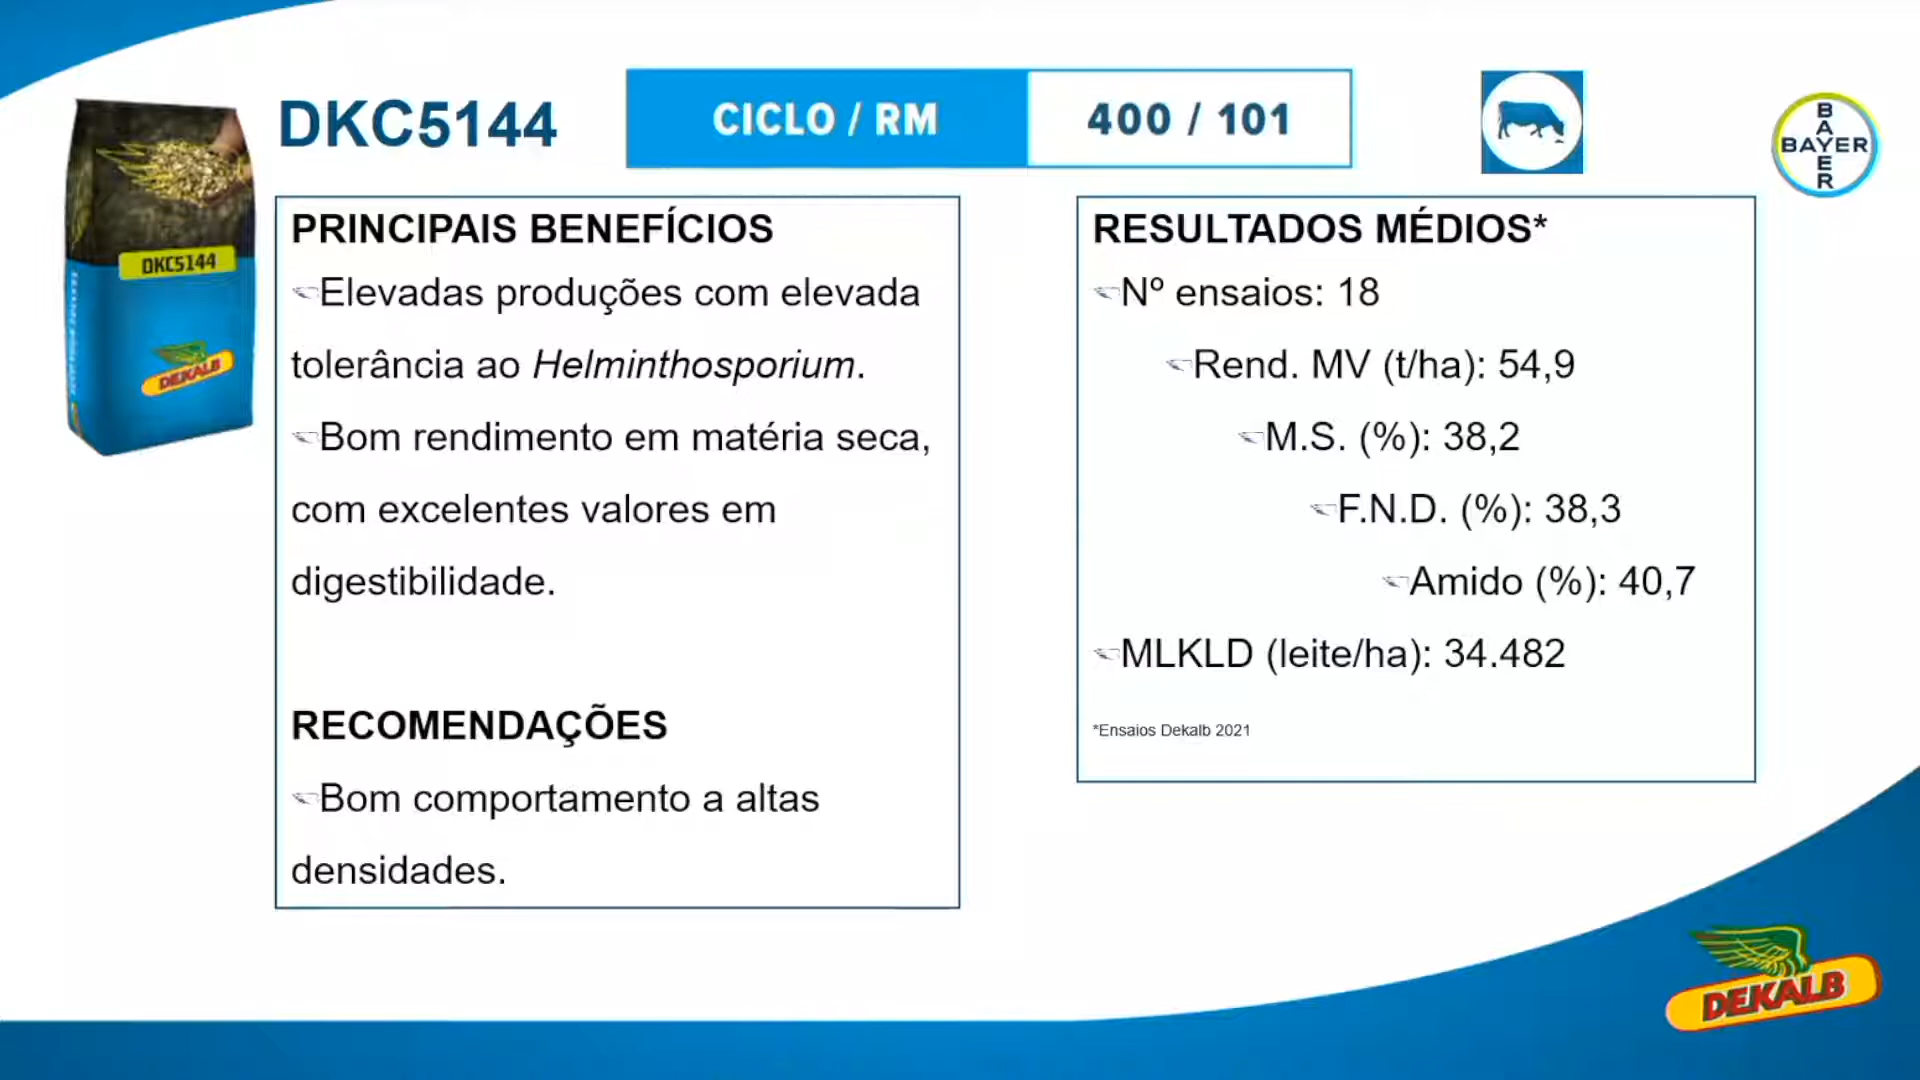 DKC5144
CICLO / RM
400 / 101
BAYER
BAYER
DKC5144
DEKALB
PRINCIPAIS BENEFÍCIOS
Elevadas produções com elevada
tolerância ao Helminthosporium.
Bom rendimento em matéria seca,
com excelentes valores em
digestibilidade.
RECOMENDAÇÕES
Bom comportamento a altas
densidades.
RESULTADOS MÉDIOS*
Nº ensaios: 18
Rend. MV (t/ha): 54,9
M.S. (%): 38,2
F.N.D. (%): 38,3
Amido (%): 40,7
MLKLD (leite/ha): 34.482
*Ensaios Dekalb 2021
DEKALB